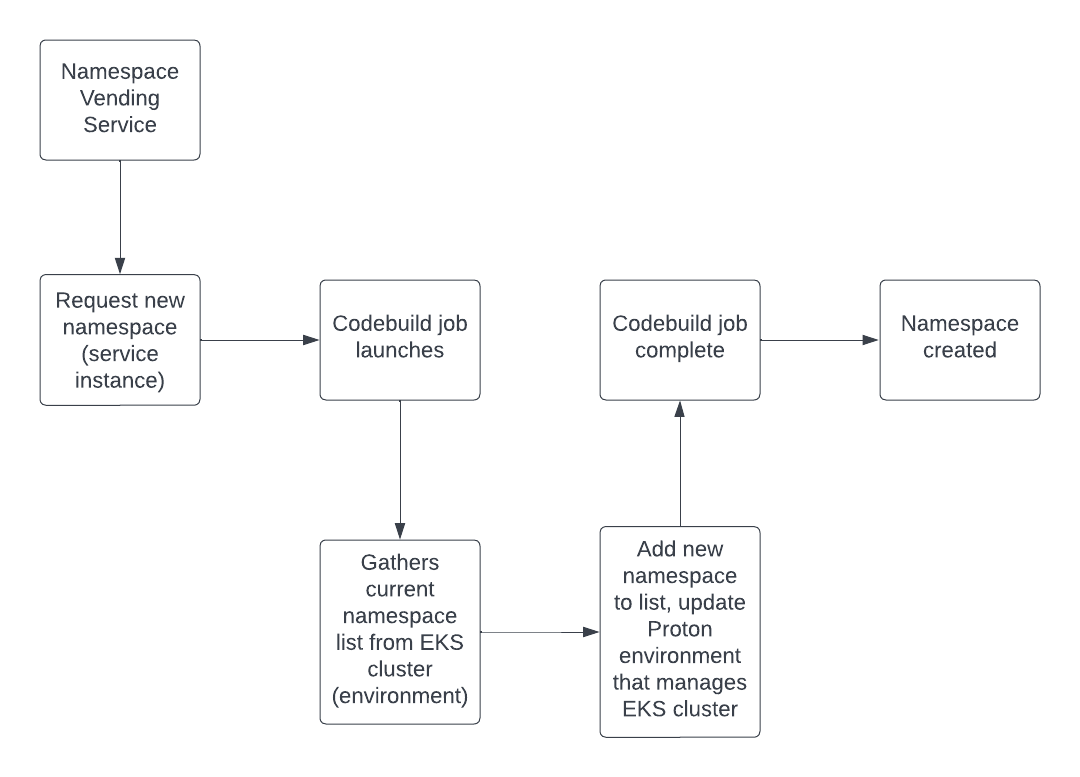 Namespace
Vending
Service
Request new
namespace
(service
instance)
Codebuild job
launches
Gathers
current
namespace
list from EKS
cluster
(environment)
Add new
namespace
to list, update
Proton
environment
that manages
EKS cluster
Codebuild job
complete
Namespace
created